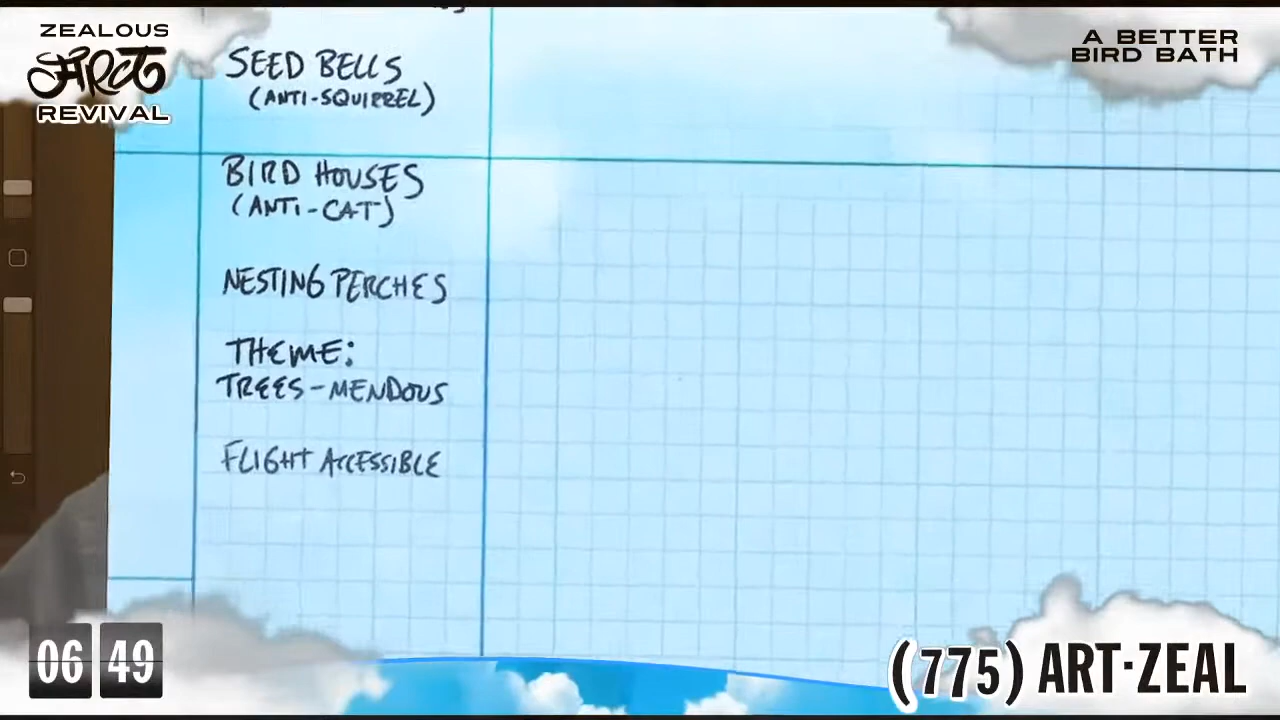 ZEALOUS
REVIVAL
A BETTER
BIRD BATH
SEED BELLS
(ANTI-SQUIRREL)
BIRD HOUSES
(ANTI-CAT)
NESTING PERCHES
THEME:
TREES-MENDOUS
FLIGHT ACCESSIBLE
06 49
(775) ART·ZEAL